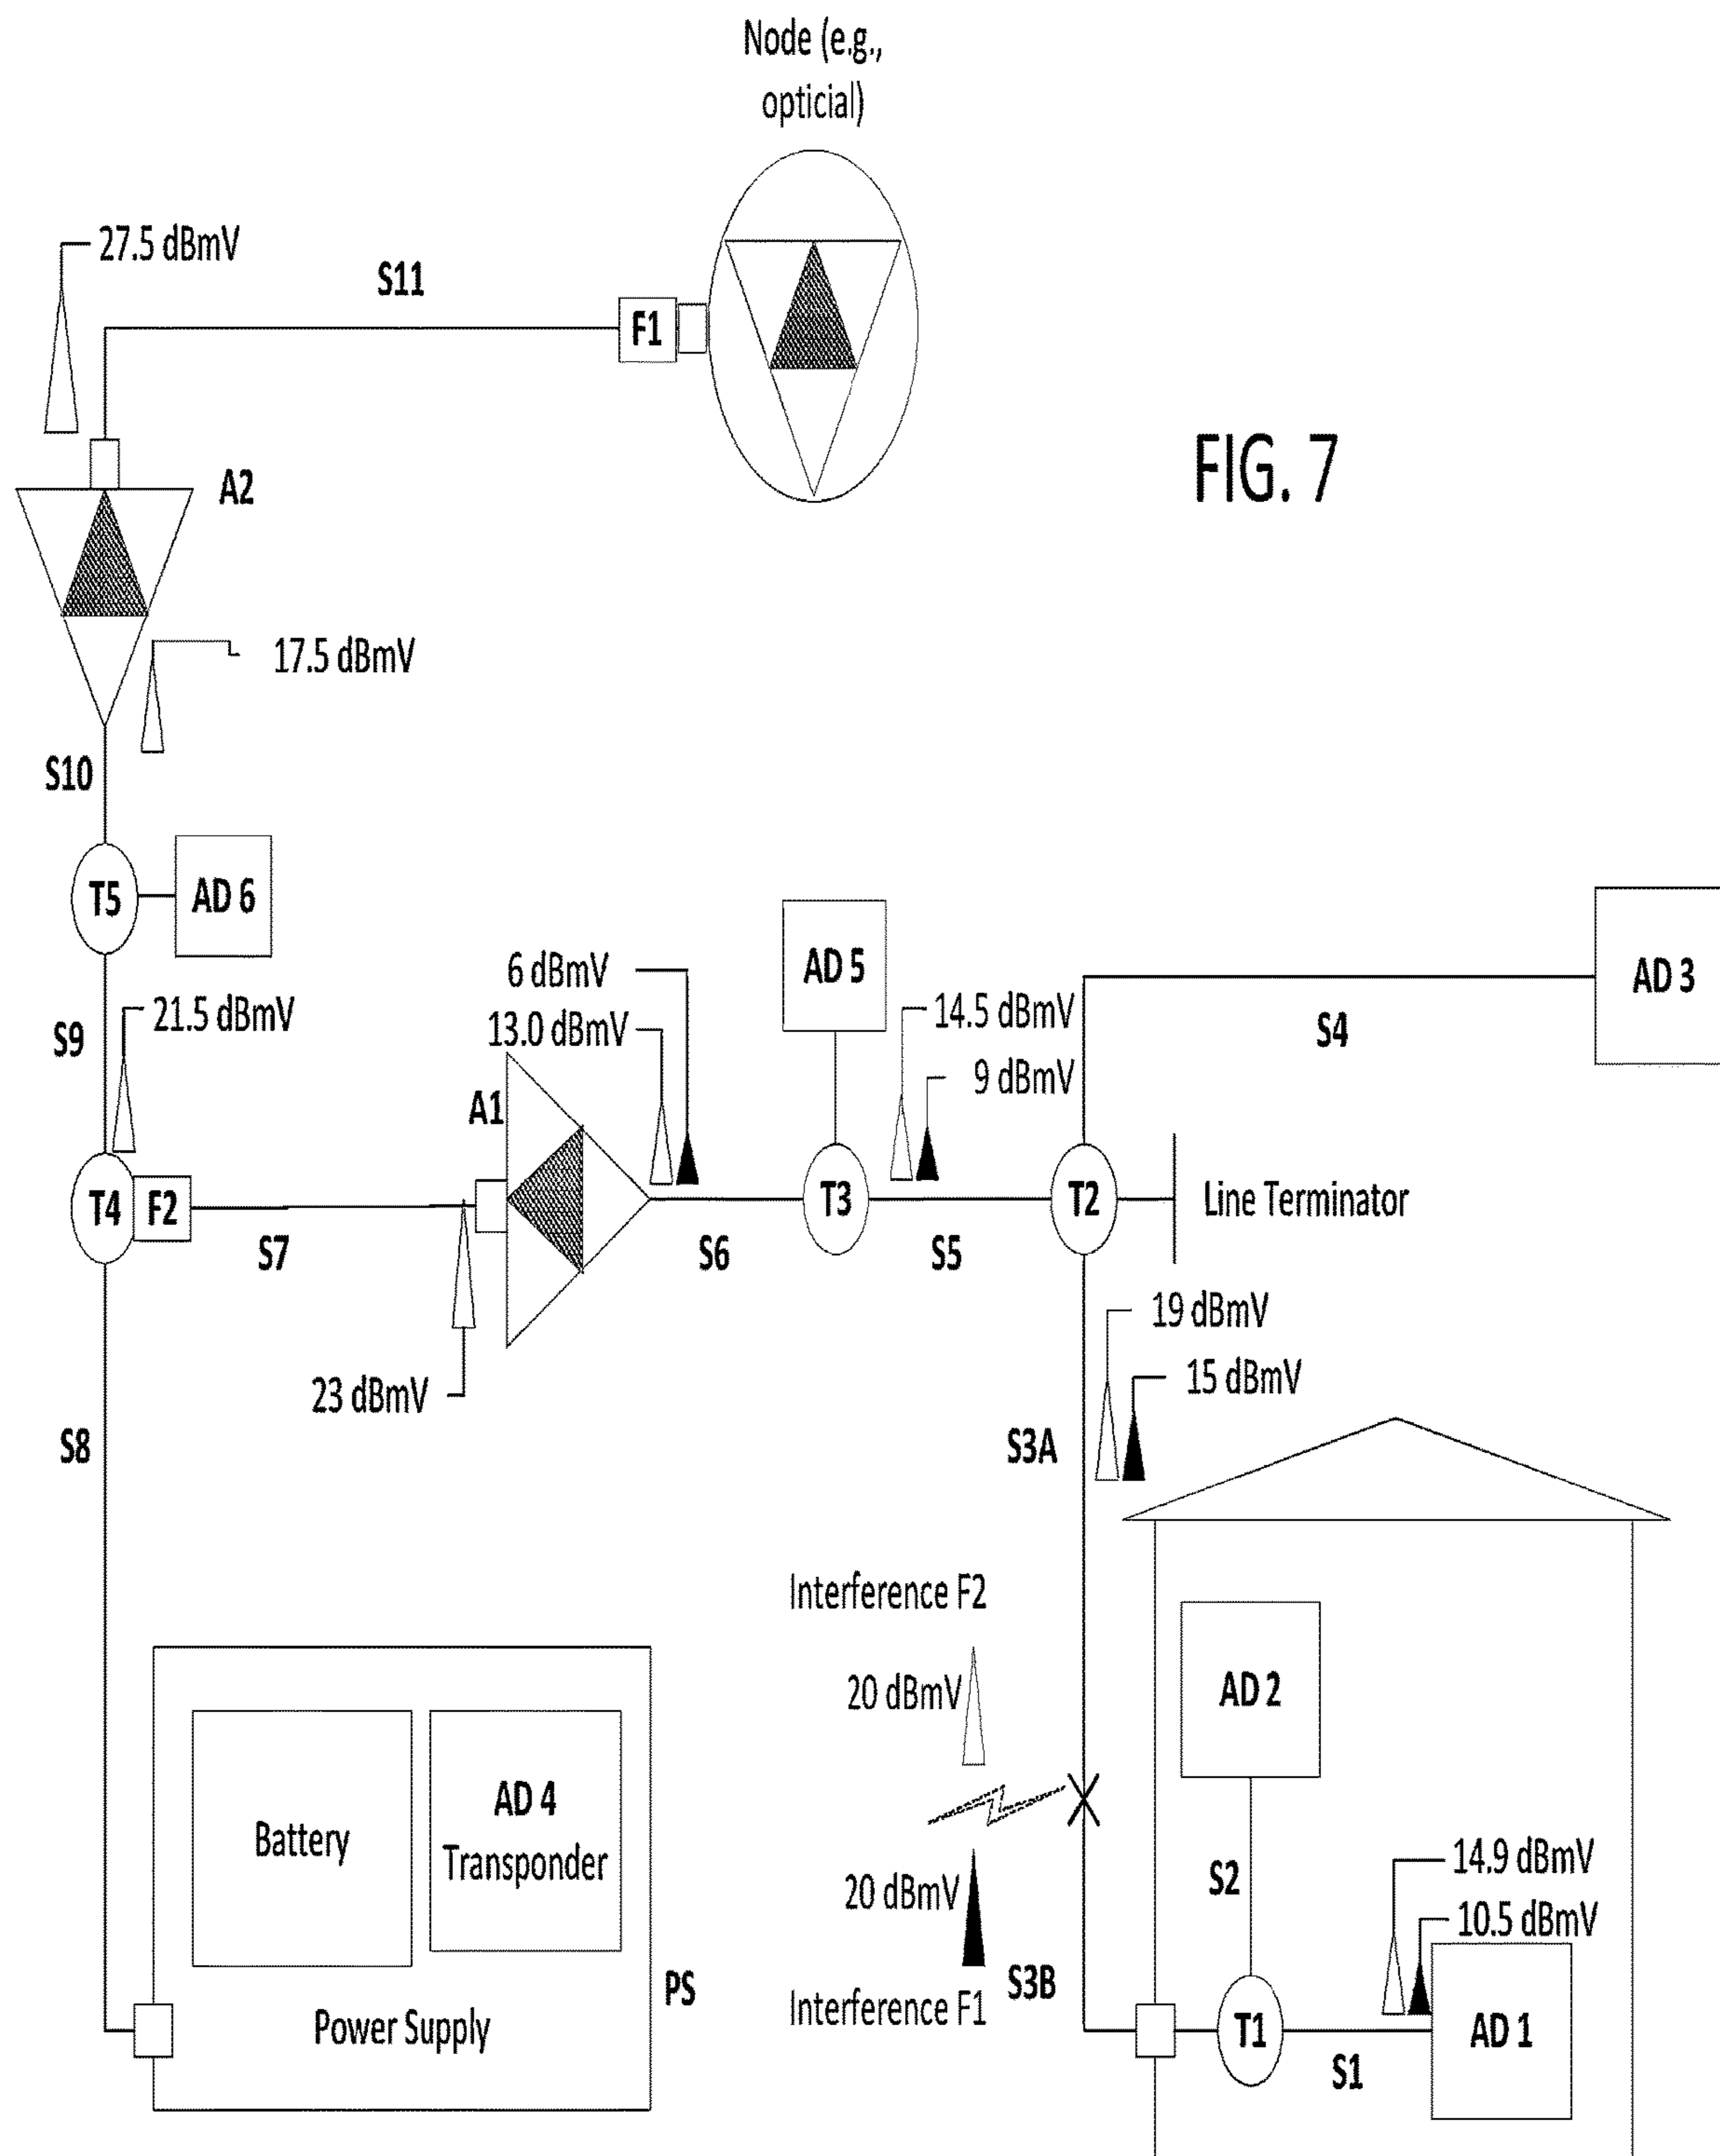 Node (e.g.,
opticial)
27.5 dBmV
S11
F1
FIG. 7
A2
17.5 dBmV
S10
T5
AD 6
AD 5
AD 3
6 dBmV
13.0 dBmV
14.5 dBmV
9 dBmV
S4
21.5 dBmV
S9
A1
T4
F2
S7
S6
T3
S5
T2
Line Terminator
23 dBmV
19 dBmV
15 dBmV
S8
S3A
Interference F2
20 dBmV
AD 2
Battery
AD 4
Transponder
20 dBmV
S2
14.9 dBmV
10.5 dBmV
PS
Interference F1
S3B
Power Supply
T1
S1
AD 1